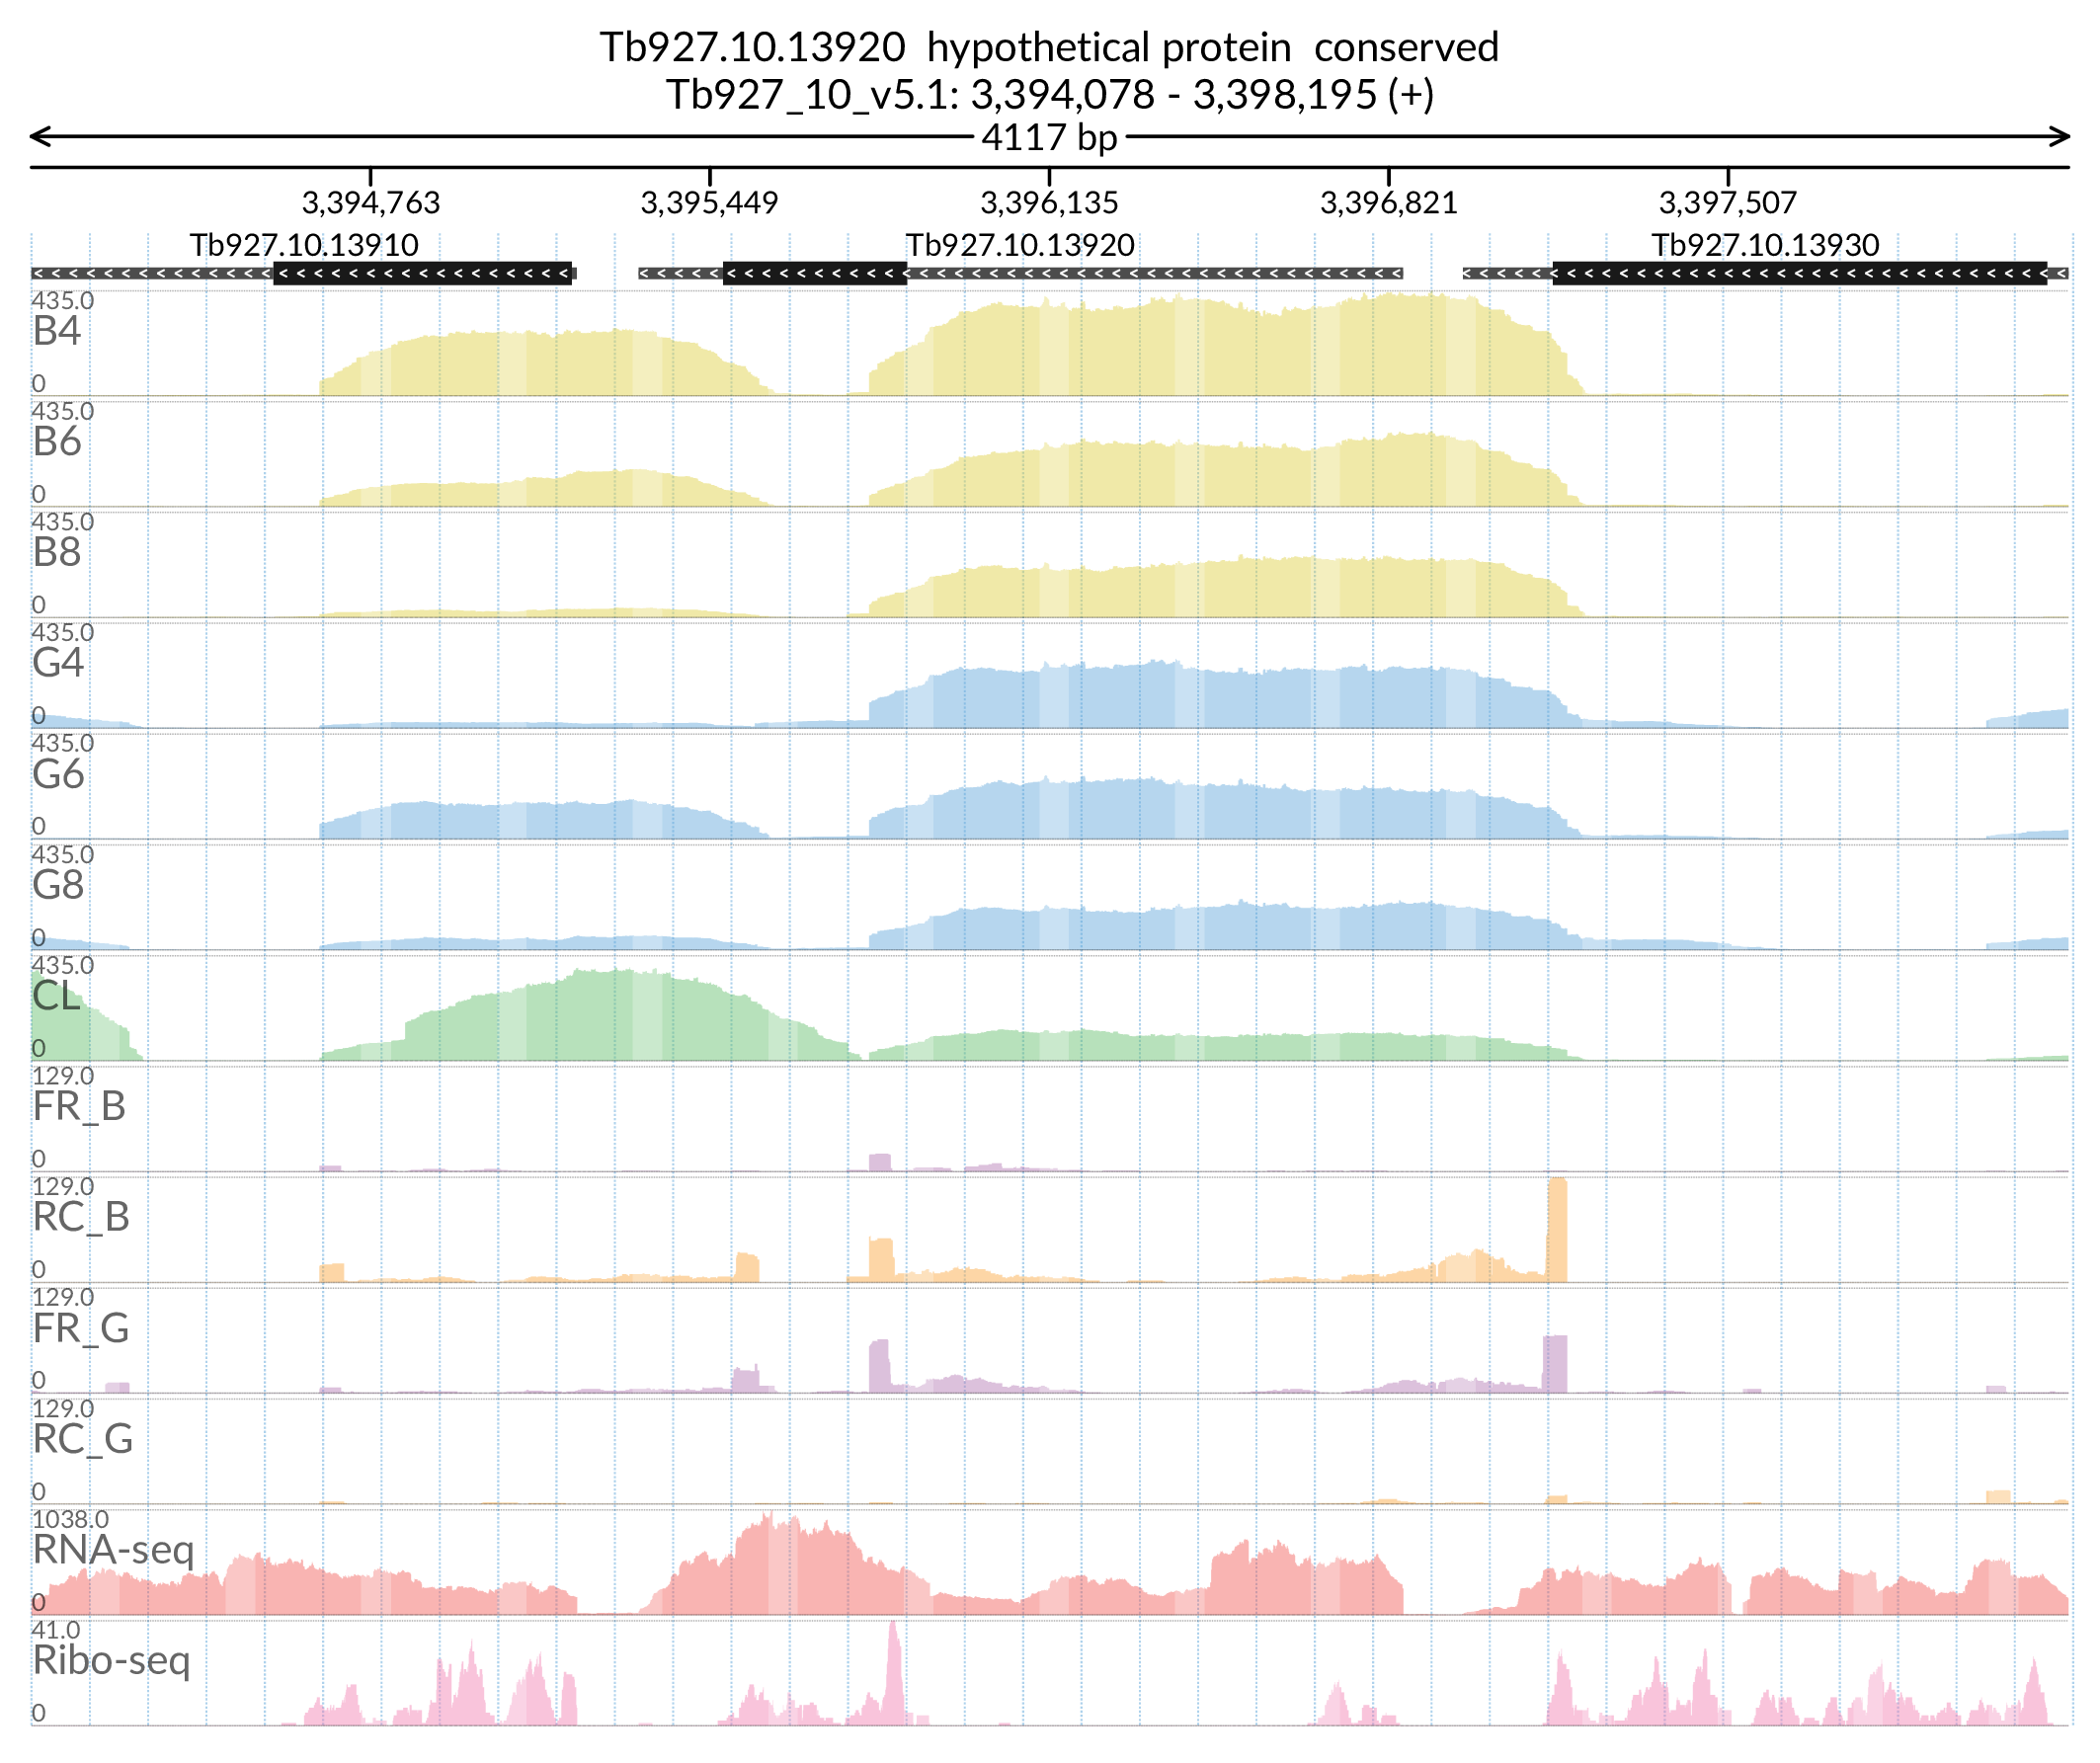 Tb927.10.13920  hypothetical protein  conserved
Tb927_10_v5.1: 3,394,078 - 3,398,195 (+)
4117 bp
3,394,763 3,395,449 3,396,135 3,396,821 3,397,507
Tb927.10.13910 Tb927.10.13920 Tb927.10.13930
435.0
B4
0
435.0
B6
0
435.0
B8
0
435.0
G4
0
435.0
G6
0
435.0
G8
0
435.0
CL
0
129.0
FR_B
0
129.0
RC_B
0
129.0
FR_G
0
129.0
RC_G
0
1038.0
RNA-seq
0
41.0
Ribo-seq
0